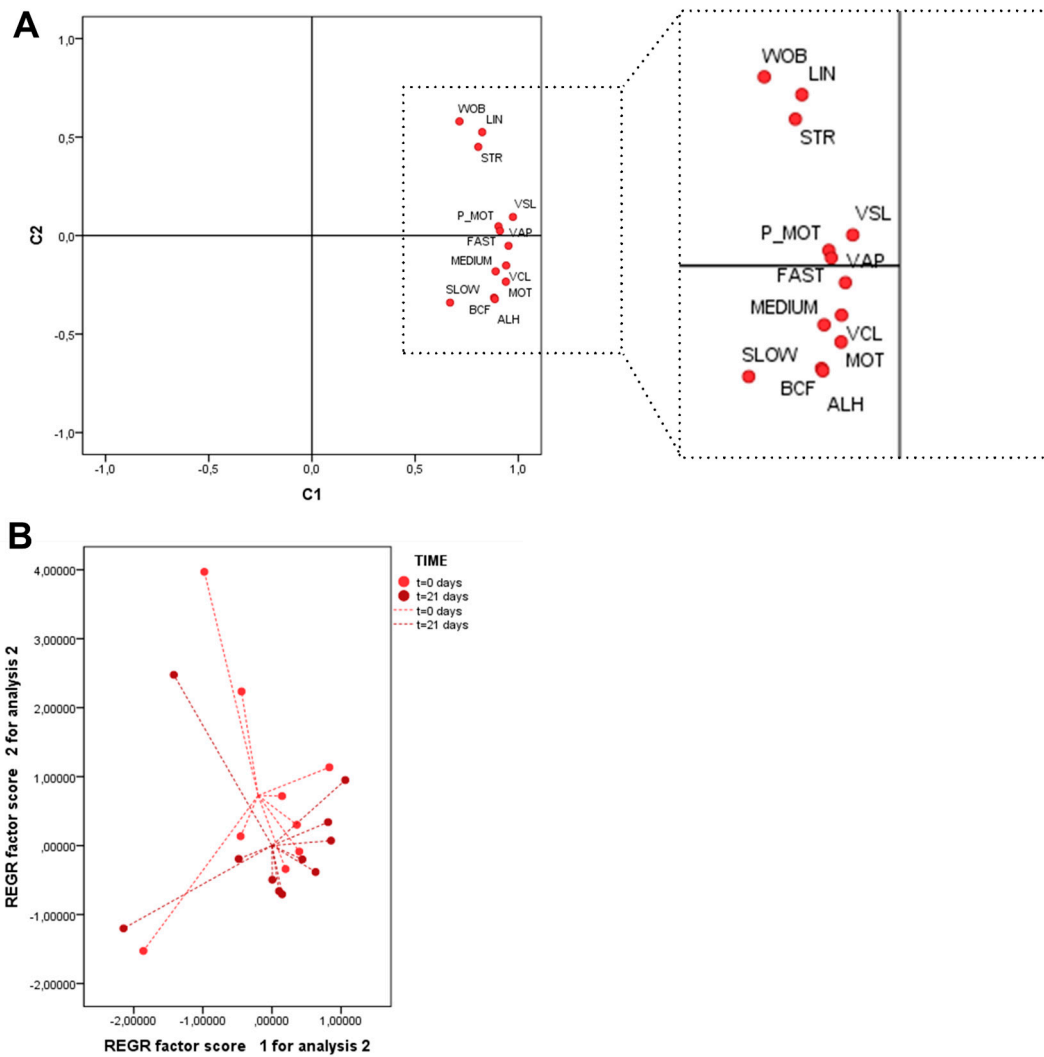 A
1,0
0,5
0,0
-0,5
-1,0
C2
WOB
LIN
STR
VSL
P_MOT
VAP
FAST
MEDIUM
VCL
SLOW
MOT
BCF
ALH
-1,0 -0,5 0,0 0,5 1,0
C1
WOB
LIN
STR
VSL
P_MOT
VAP
FAST
MEDIUM
VCL
SLOW
MOT
BCF
ALH
B
4,00000
3,00000
2,00000
1,00000
,00000
-1,00000
-2,00000
REGR factor score 2 for analysis 2
TIME
t=0 days
t=21 days
t=0 days
t=21 days
-2,00000 -1,00000 ,00000 1,00000
REGR factor score 1 for analysis 2